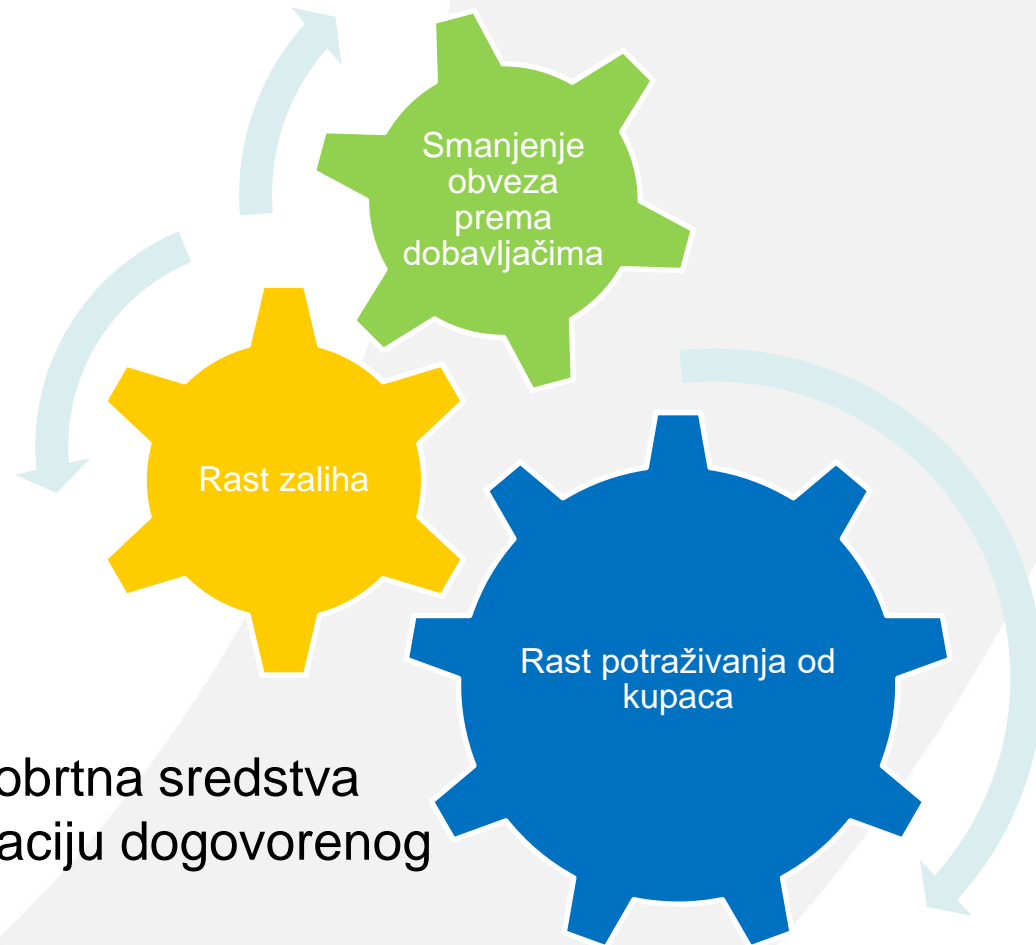 Smanjenje
obveza
prema
dobavljačima
Rast zaliha
Rast potraživanja od
kupaca
obrtna sredstva
aciju dogovorenog